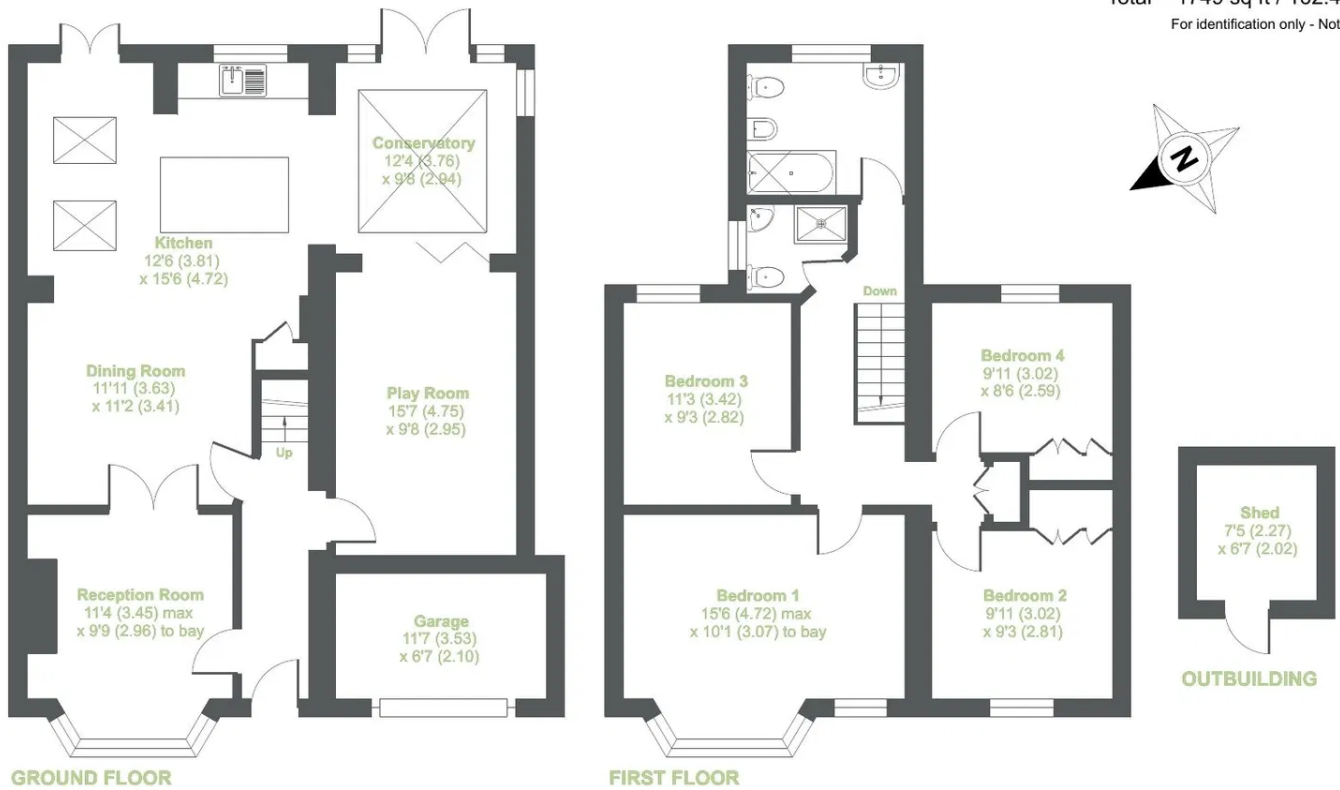 Total = 1749 sq ft / 162.4
For identification only - Not
Conservatory
12'4 (3.76)
x 9'8 (2.94)
Kitchen
12'6 (3.81)
x 15'6 (4.72)
Dining Room
11'11 (3.63)
x 11'2 (3.41)
Play Room
15'7 (4.75)
x 9'8 (2.95)
Up
Reception Room
11'4 (3.45) max
x 9'9 (2.96) to bay
Garage
11'7 (3.53)
x 6'7 (2.10)
GROUND FLOOR
N
Down
Bedroom 3
11'3 (3.42)
x 9'3 (2.82)
Bedroom 4
9'11 (3.02)
x 8'6 (2.59)
Bedroom 1
15'6 (4.72) max
x 10'1 (3.07) to bay
Bedroom 2
9'11 (3.02)
x 9'3 (2.81)
FIRST FLOOR
Shed
7'5 (2.27)
x 6'7 (2.02)
OUTBUILDING